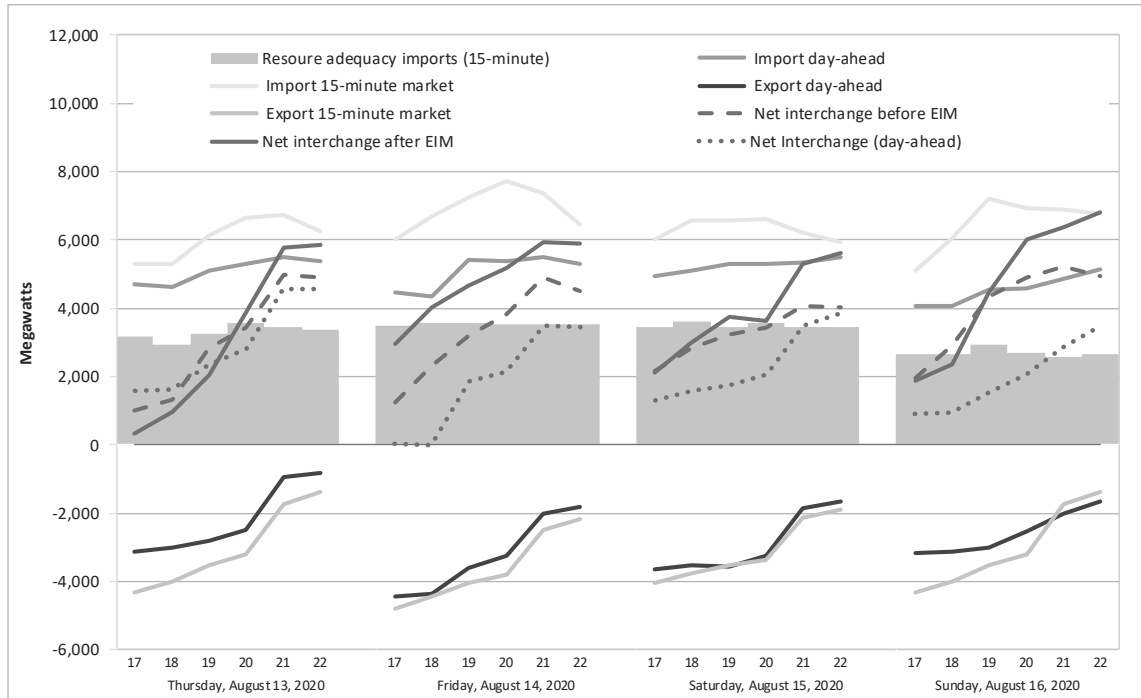 12,000
10,000
8,000
6,000
4,000
2,000
0
-2,000
-4,000
-6,000
Megawatts
Resoure adequacy imports (15-minute)
Import day-ahead
Import 15-minute market
Export day-ahead
Export 15-minute market
Net interchange before EIM
Net interchange after EIM
Net Interchange (day-ahead)
17 18 19 20 21 22 17 18 19 20 21 22 17 18 19 20 21 22 17 18 19 20 21 22
Thursday, August 13, 2020 Friday, August 14, 2020 Saturday, August 15, 2020 Sunday, August 16, 2020